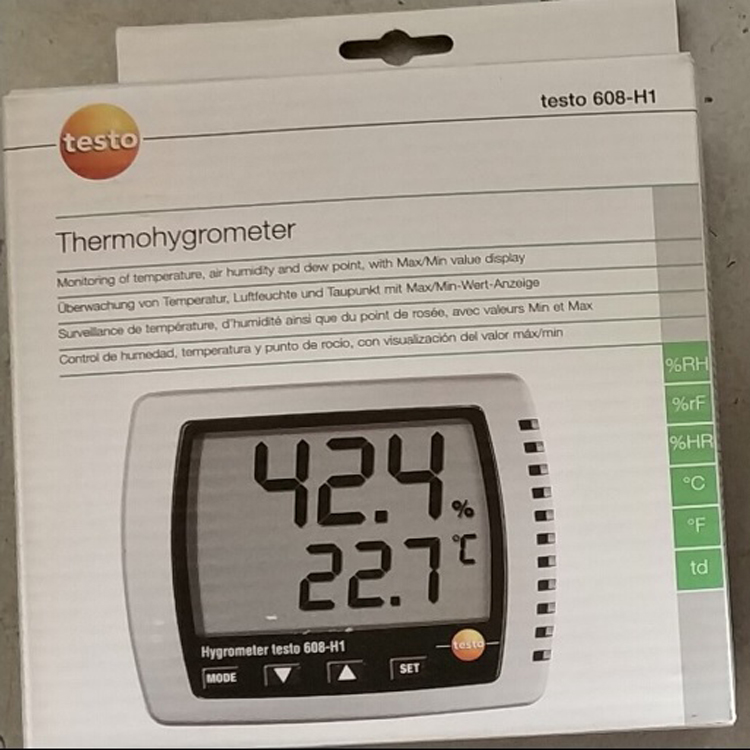 testo 608-H1
testo
Thermohygrometer
Monitoring of temperature, air humidity and dew point, with Max/Min value display
Überwachung von Temperatur, Luftfeuchte und Taupunkt mit Max/Min-Wert-Anzeige
Surveillance de température, d'humidité ainsi que du point de rosée, avec valeurs Min et Max
Control de humedad, temperatura y punto de rocio, con visualización del valor máx/min
%RH
%rF
%HR
°C
°F
td
42.4 %
22.7 °C
Hygrometer testo 608-H1
testo
MODE ▼ ▲ SET